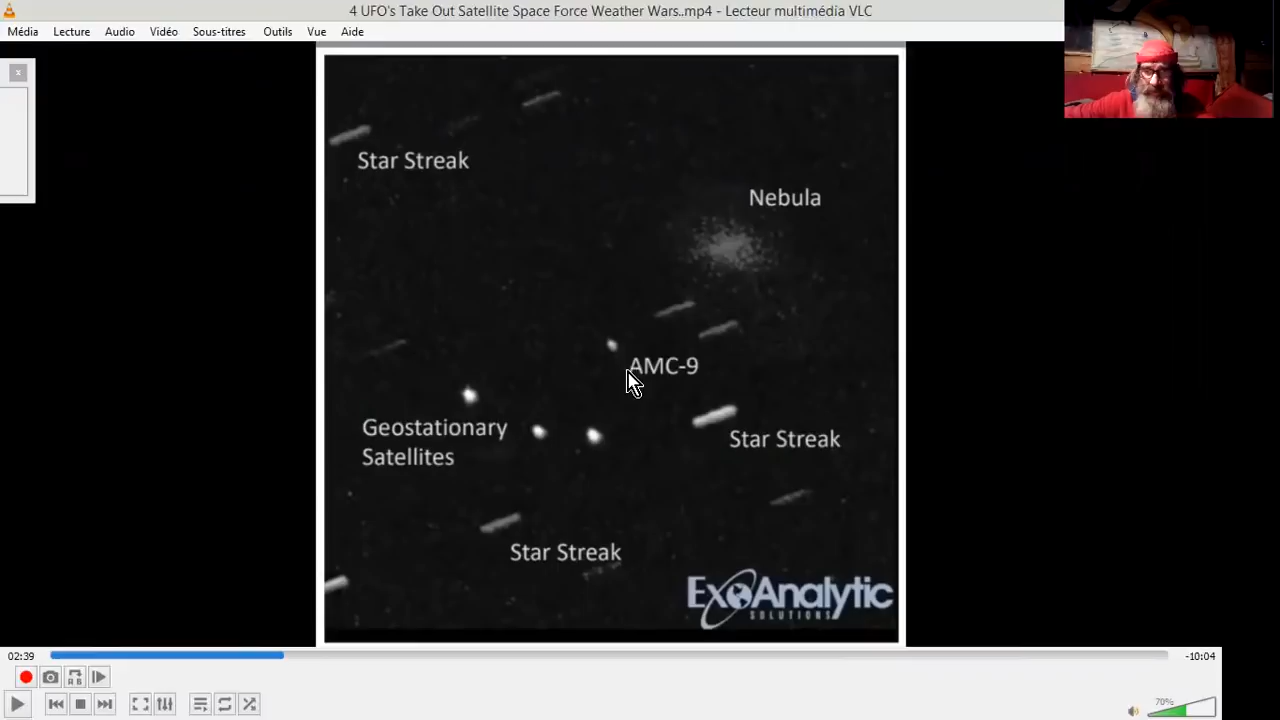 4 UFO's Take Out Satellite Space Force Weather Wars..mp4 - Lecteur multimédia VLC
Média Lecture Audio Vidéo Sous-titres Outils Vue Aide
x
Star Streak
Nebula
AMC-9
Geostationary
Satellites
Star Streak
Star Streak
ExoAnalytic
SOLUTIONS
02:39
-10:04
70%